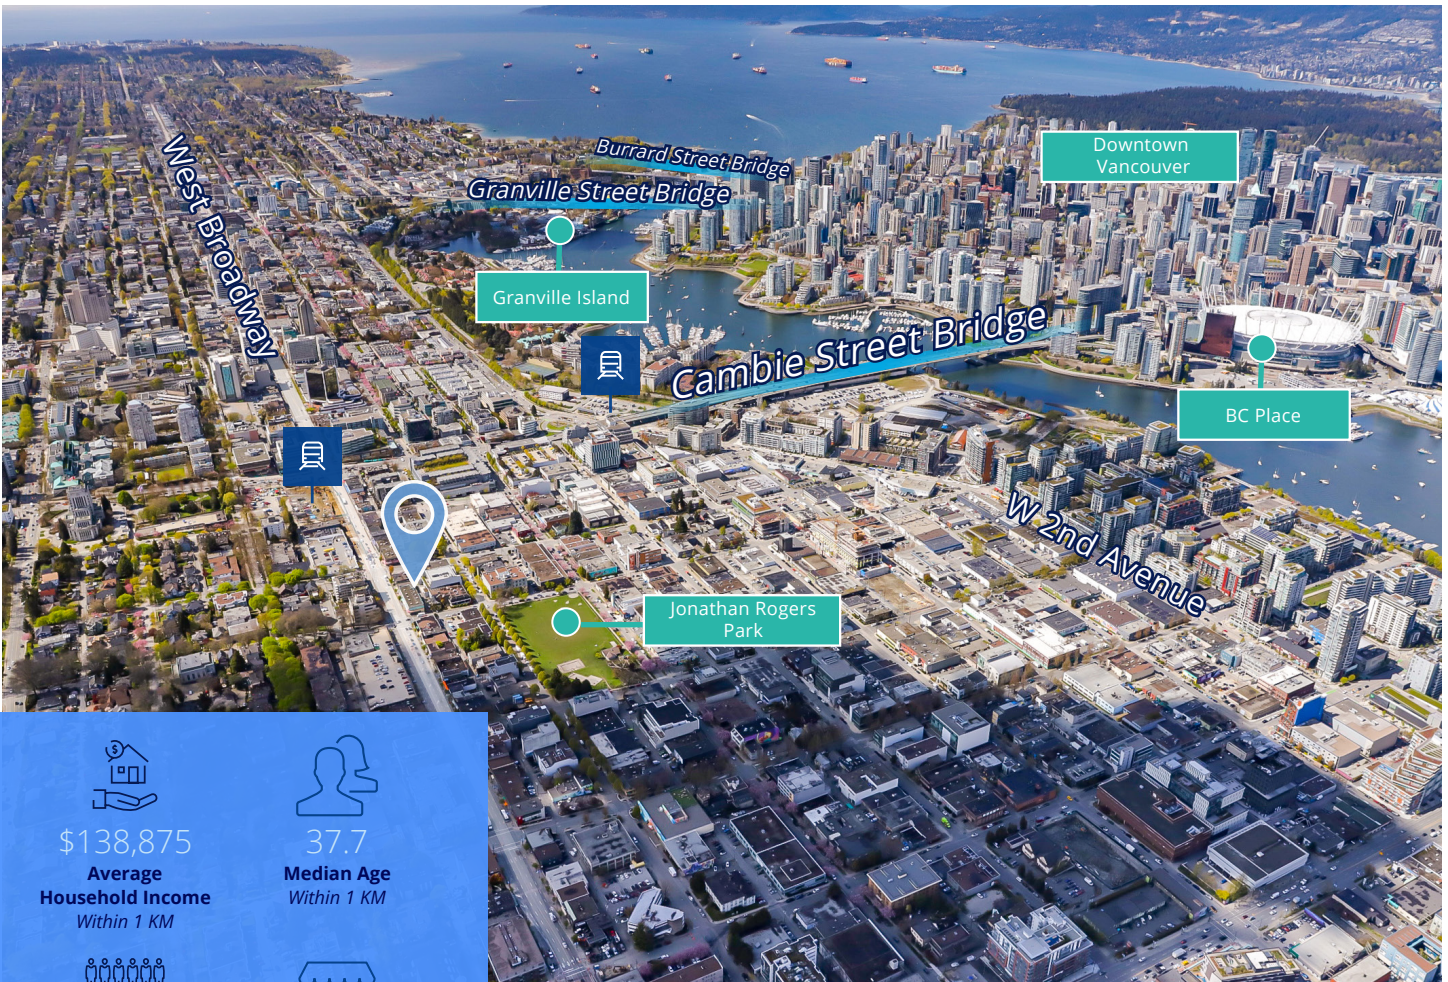 Burrard Street Bridge
Granville Street Bridge
Downtown
Vancouver
West Broadway
Granville Island
Cambie Street Bridge
BC Place
W 2nd Avenue
Jonathan Rogers
Park
$138,875
Average
Household Income
Within 1 KM
37.7
Median Age
Within 1 KM